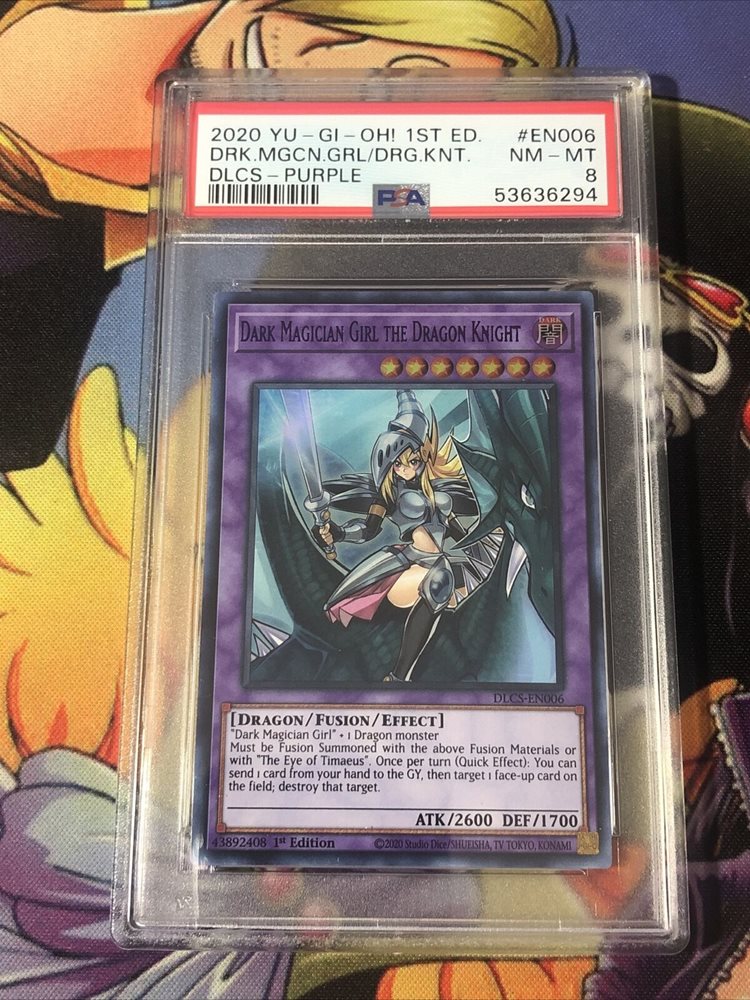 2020 YU-GI-OH! 1ST ED. #EN006
DRK.MGCN.GRL/DRG.KNT. NM-MT
DLCS-PURPLE 8
PSA 53636294
DARK MAGICIAN GIRL THE DRAGON KNIGHT
DARK
闇
DLCS-EN006
[DRAGON/FUSION/EFFECT]
"Dark Magician Girl" + 1 Dragon monster
Must be Fusion Summoned with the above Fusion Materials or
with "The Eye of Timaeus". Once per turn (Quick Effect): You can
send 1 card from your hand to the GY, then target 1 face-up card on
the field; destroy that target.
ATK/2600 DEF/1700
43892408 1st Edition ©2020 Studio Dice/SHUEISHA, TV TOKYO, KONAMI